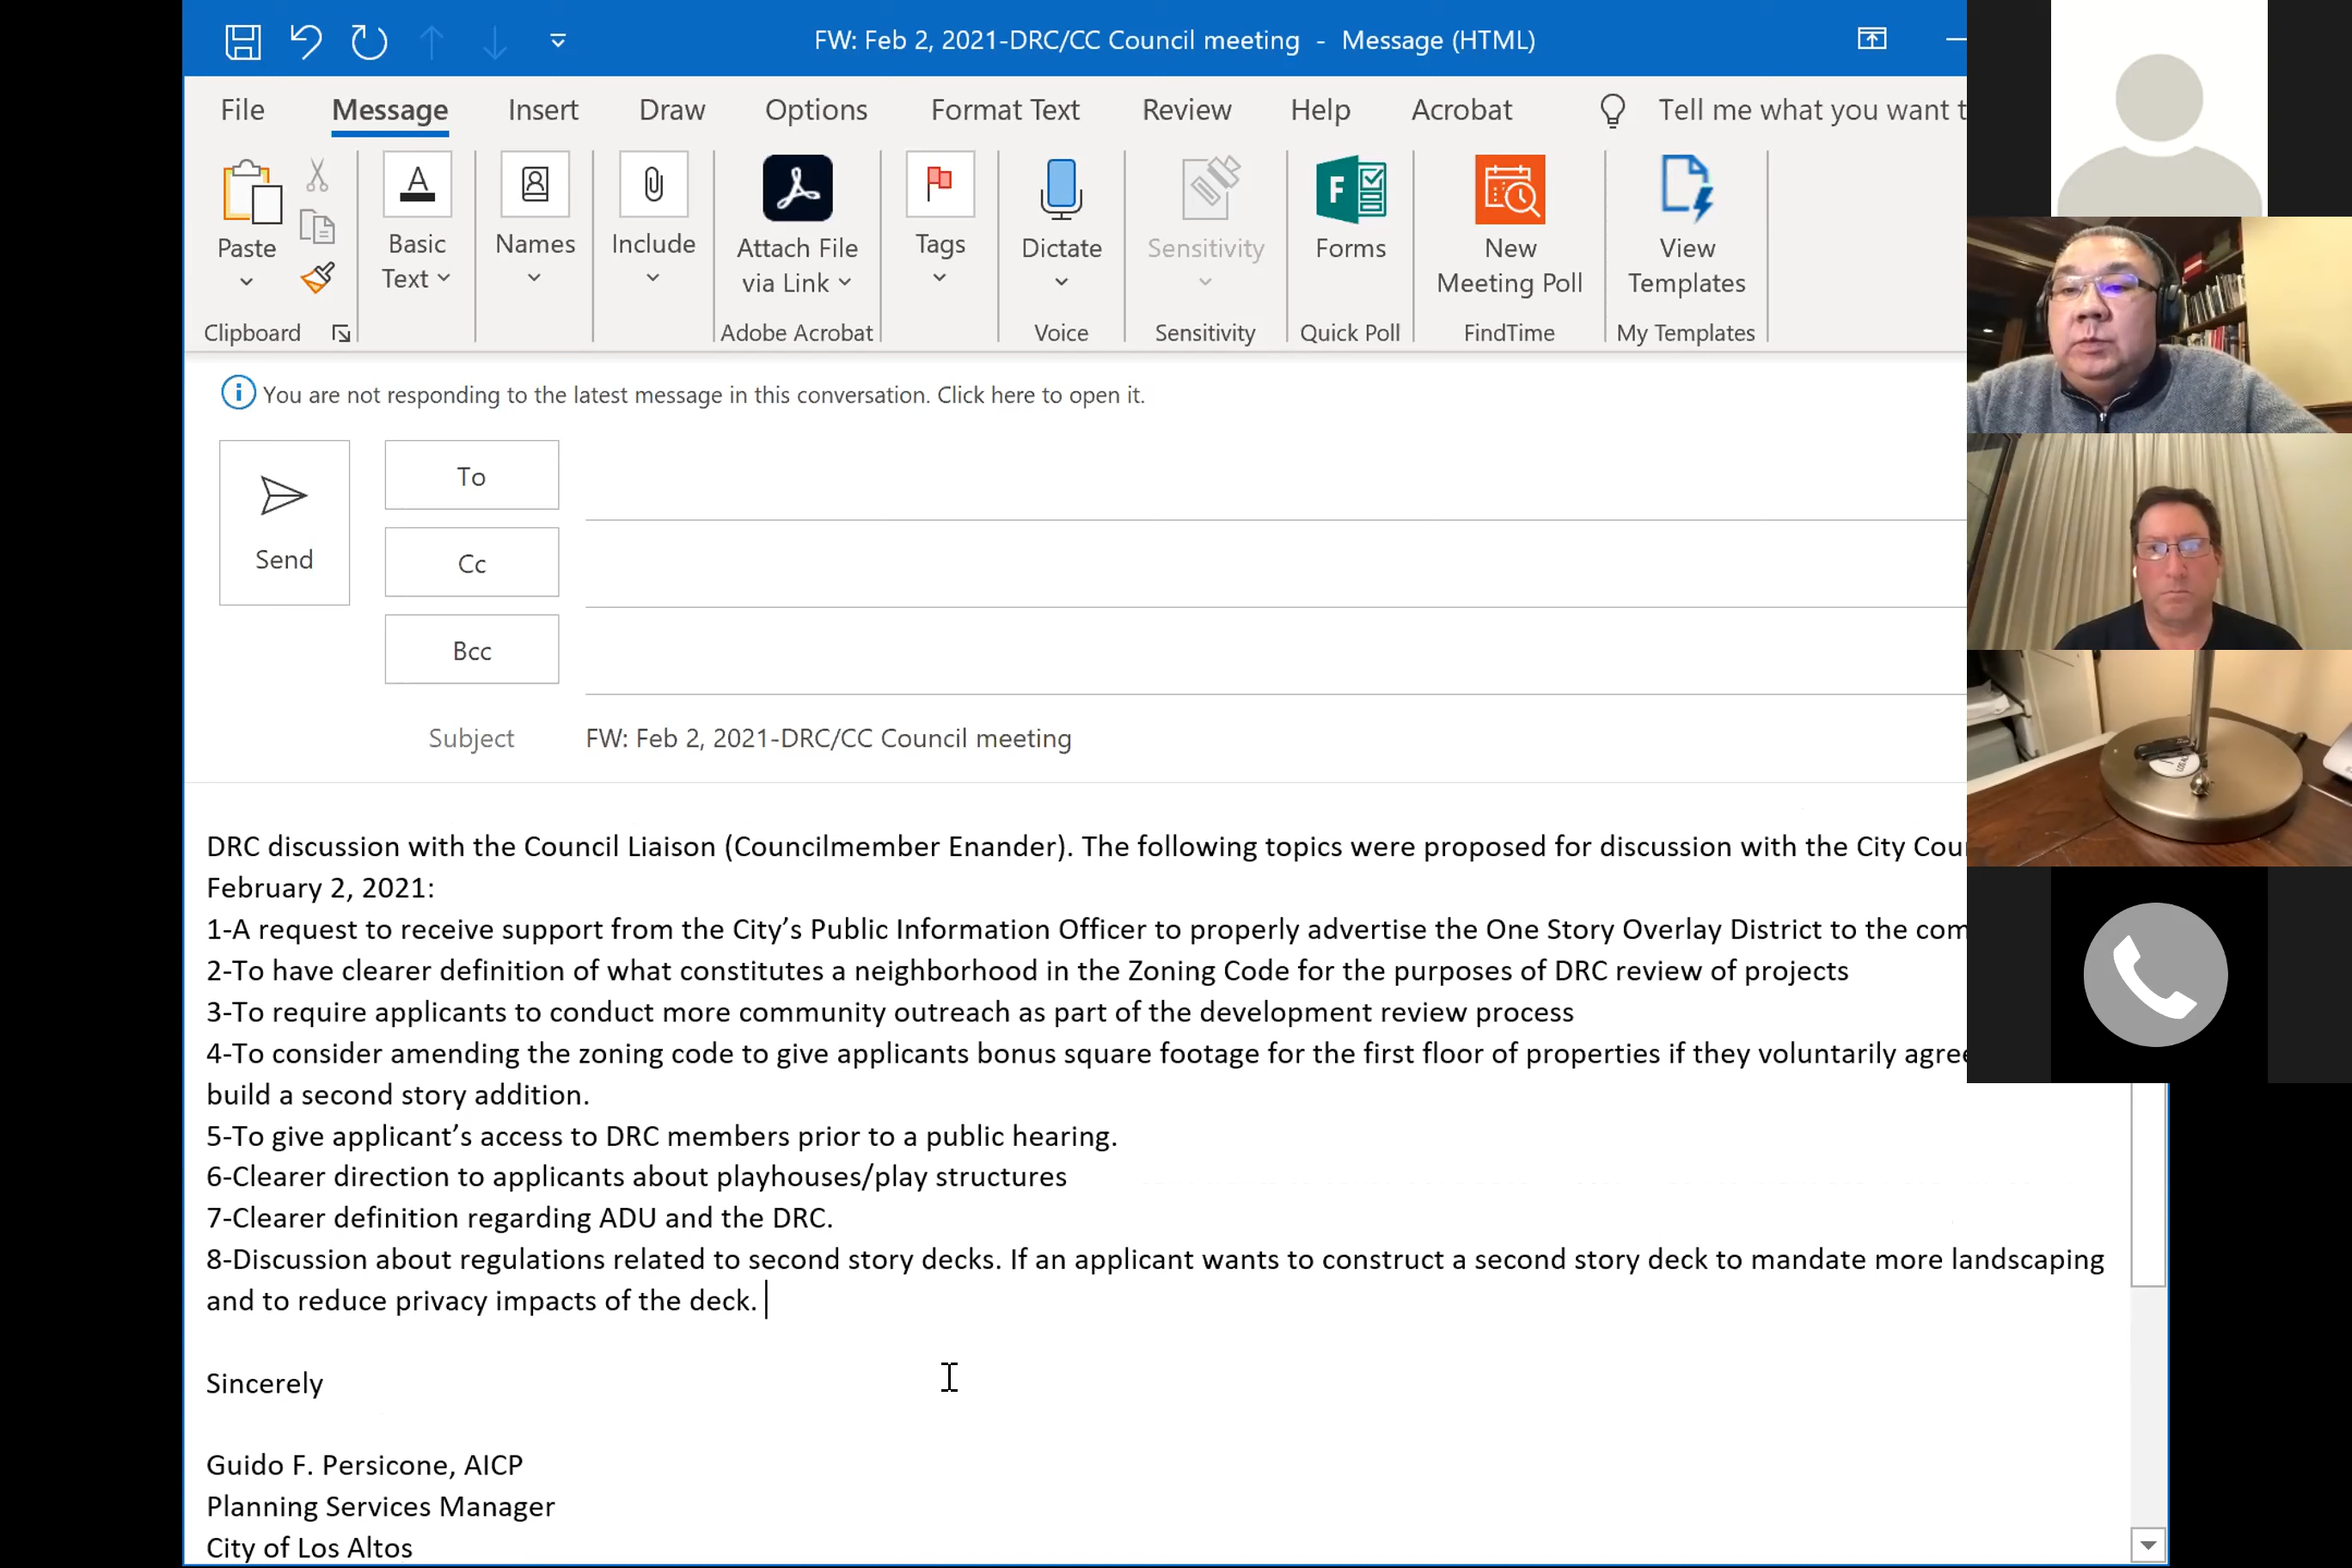 FW: Feb 2, 2021-DRC/CC Council meeting - Message (HTML)
File Message Insert Draw Options Format Text Review Help Acrobat Tell me what you want t
Paste
Basic Text
Names
Include
Attach File via Link
Tags
Dictate
Sensitivity
Forms
New Meeting Poll
View Templates
Clipboard Adobe Acrobat Voice Sensitivity Quick Poll FindTime My Templates
You are not responding to the latest message in this conversation. Click here to open it.
Send
To
Cc
Bcc
Subject FW: Feb 2, 2021-DRC/CC Council meeting
DRC discussion with the Council Liaison (Councilmember Enander). The following topics were proposed for discussion with the City Cou
February 2, 2021:
1-A request to receive support from the City’s Public Information Officer to properly advertise the One Story Overlay District to the com
2-To have clearer definition of what constitutes a neighborhood in the Zoning Code for the purposes of DRC review of projects
3-To require applicants to conduct more community outreach as part of the development review process
4-To consider amending the zoning code to give applicants bonus square footage for the first floor of properties if they voluntarily agree
build a second story addition.
5-To give applicant’s access to DRC members prior to a public hearing.
6-Clearer direction to applicants about playhouses/play structures
7-Clearer definition regarding ADU and the DRC.
8-Discussion about regulations related to second story decks. If an applicant wants to construct a second story deck to mandate more landscaping
and to reduce privacy impacts of the deck.
Sincerely
Guido F. Persicone, AICP
Planning Services Manager
City of Los Altos